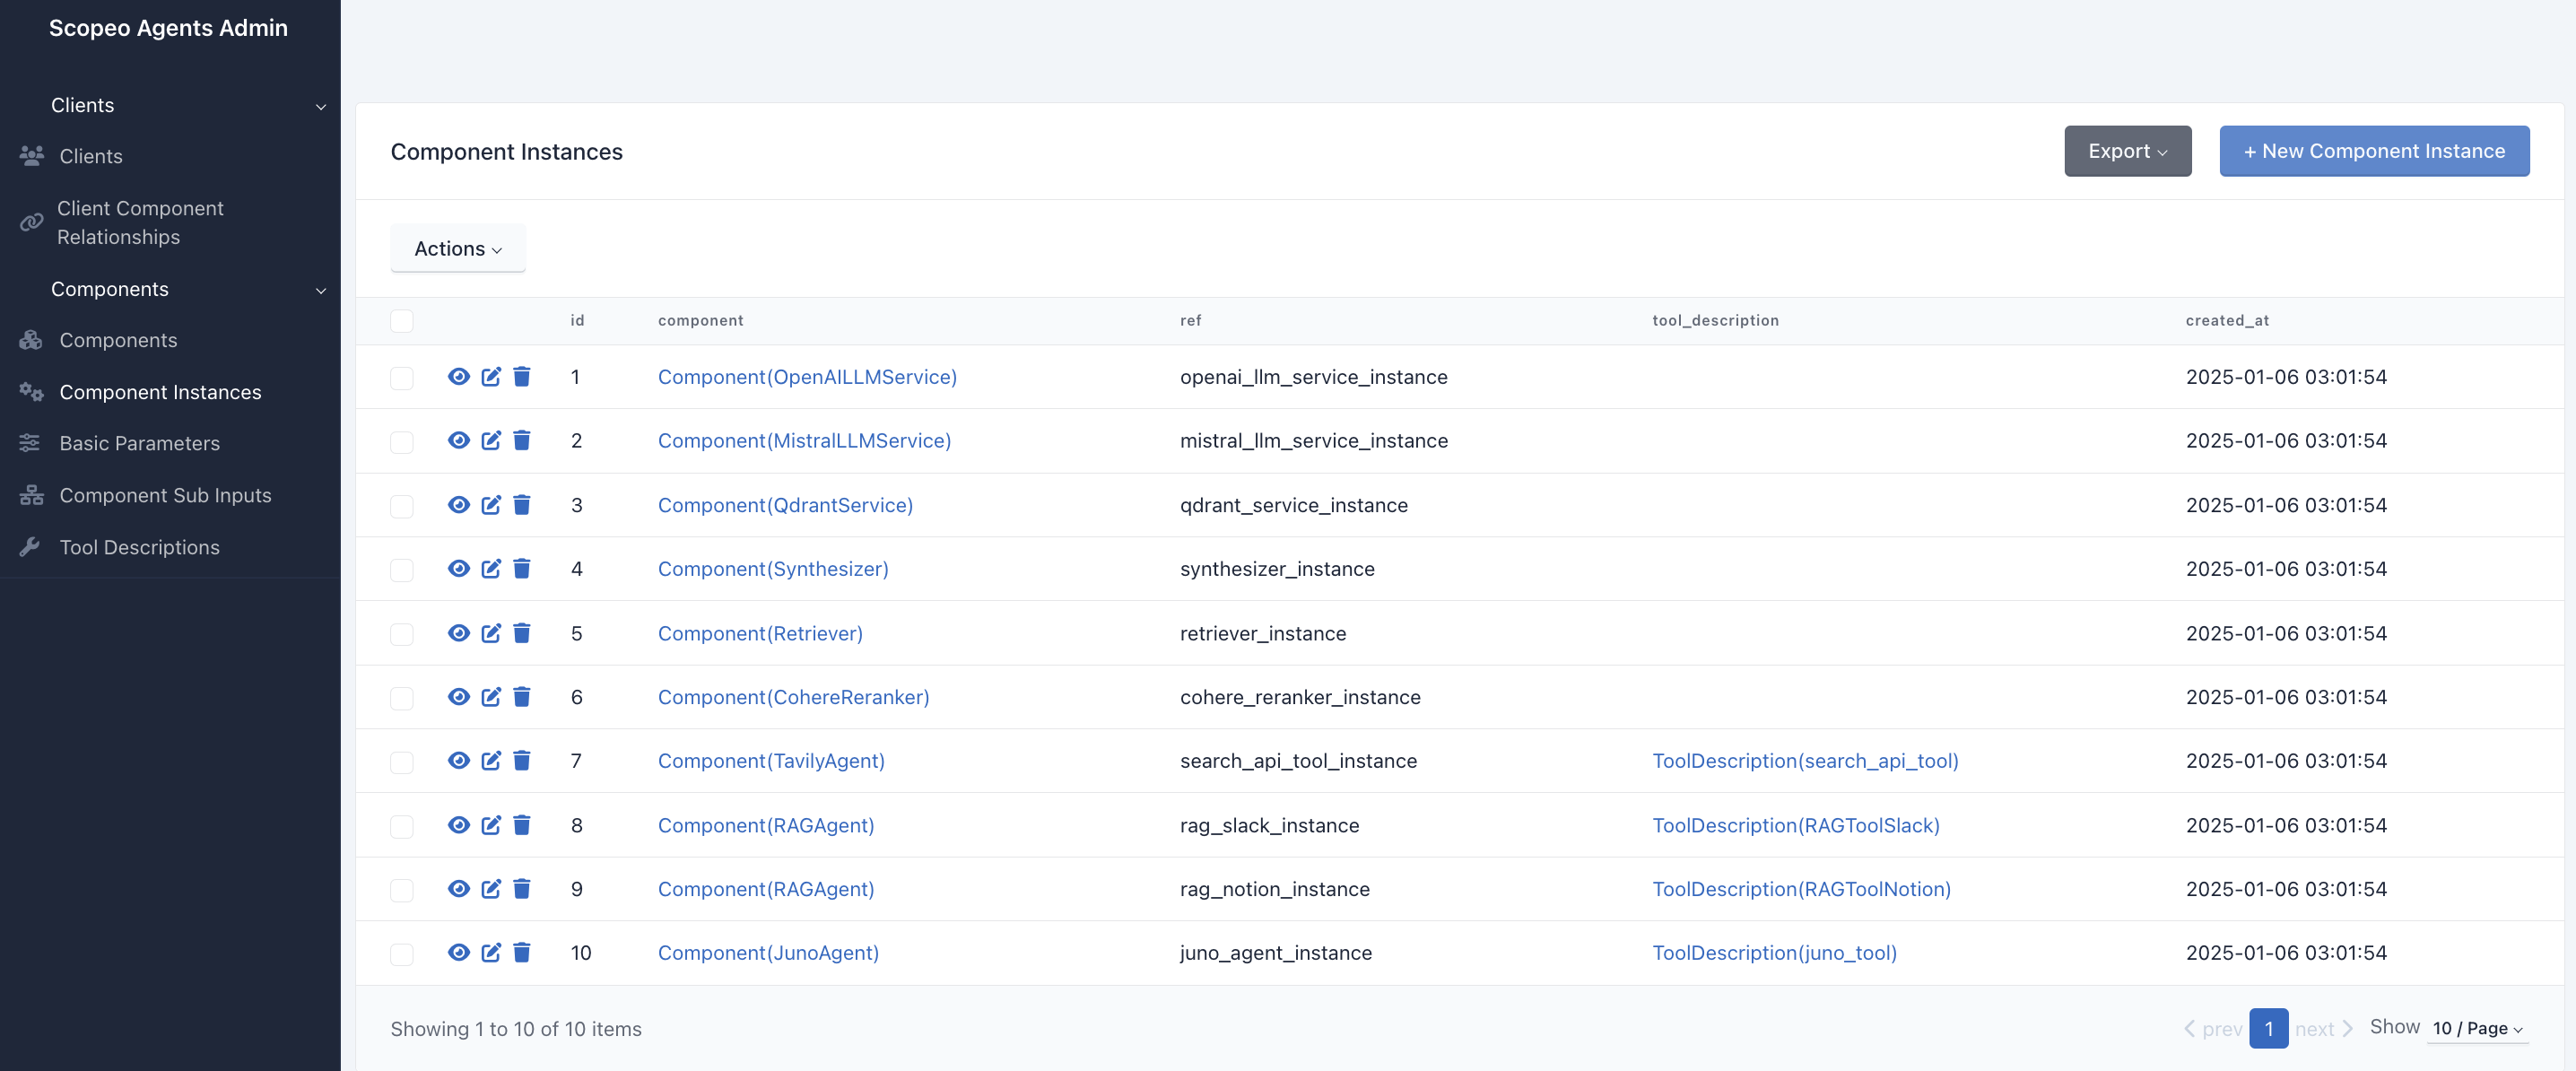 Scopeo Agents Admin
Clients
Clients
Client Component
Relationships
Components
Components
Component Instances
Basic Parameters
Component Sub Inputs
Tool Descriptions
Component Instances
Export
+ New Component Instance
Actions
id component ref tool_description created_at
1 Component(OpenAILLMService) openai_llm_service_instance 2025-01-06 03:01:54
2 Component(MistralLLMService) mistral_llm_service_instance 2025-01-06 03:01:54
3 Component(QdrantService) qdrant_service_instance 2025-01-06 03:01:54
4 Component(Synthesizer) synthesizer_instance 2025-01-06 03:01:54
5 Component(Retriever) retriever_instance 2025-01-06 03:01:54
6 Component(CohereReranker) cohere_reranker_instance 2025-01-06 03:01:54
7 Component(TavilyAgent) search_api_tool_instance ToolDescription(search_api_tool) 2025-01-06 03:01:54
8 Component(RAGAgent) rag_slack_instance ToolDescription(RAGToolSlack) 2025-01-06 03:01:54
9 Component(RAGAgent) rag_notion_instance ToolDescription(RAGToolNotion) 2025-01-06 03:01:54
10 Component(JunoAgent) juno_agent_instance ToolDescription(juno_tool) 2025-01-06 03:01:54
Showing 1 to 10 of 10 items
prev 1 next Show 10 / Page